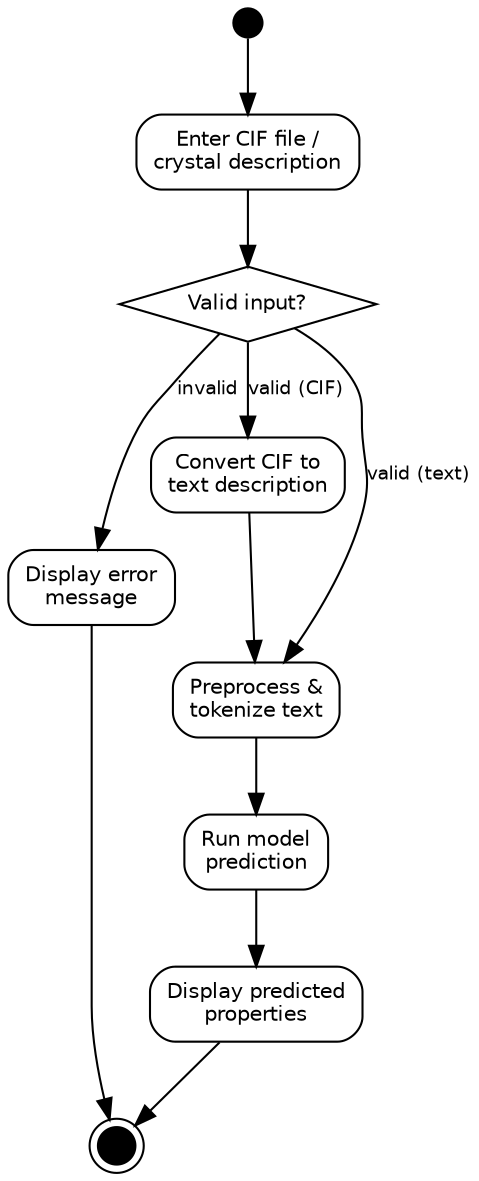 Enter CIF file /
crystal description
Valid input?
invalid
valid (CIF)
Convert CIF to
text description
valid (text)
Display error
message
Preprocess &
tokenize text
Run model
prediction
Display predicted
properties